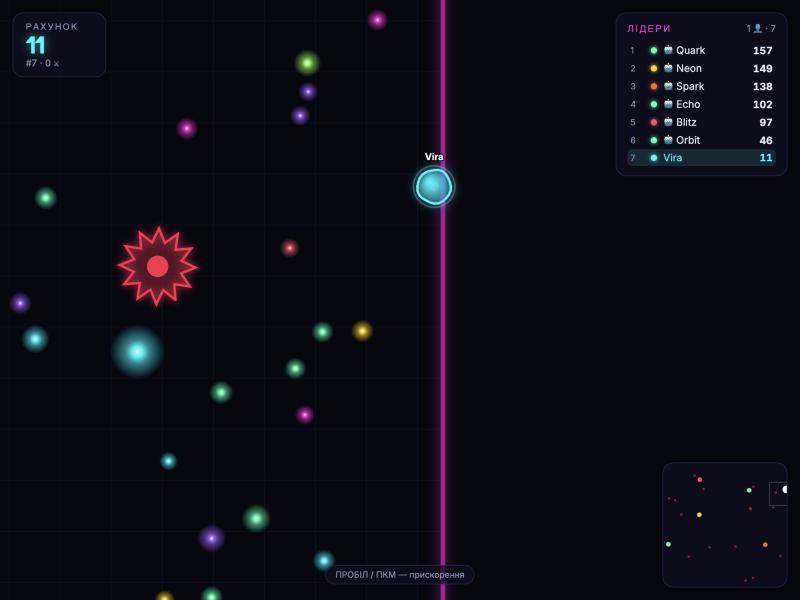 РАХУНОК
11
#7 · 0 ⚔
ЛІДЕРИ 1👤 · 7
1 🤖 Quark 157
2 🤖 Neon 149
3 🤖 Spark 138
4 🤖 Echo 102
5 🤖 Blitz 97
6 🤖 Orbit 46
7 Vira 11
Vira
ПРОБІЛ / ПКМ — прискорення